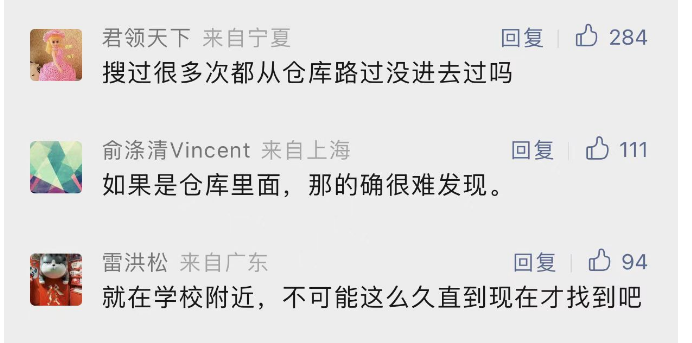 君领天下 来自宁夏 回复 284
搜过很多次都从仓库路过没进去过吗
俞涤清Vincent 来自上海 回复 111
如果是仓库里面，那的确很难发现。
雷洪松 来自广东 回复 94
就在学校附近，不可能这么久直到现在才找到吧